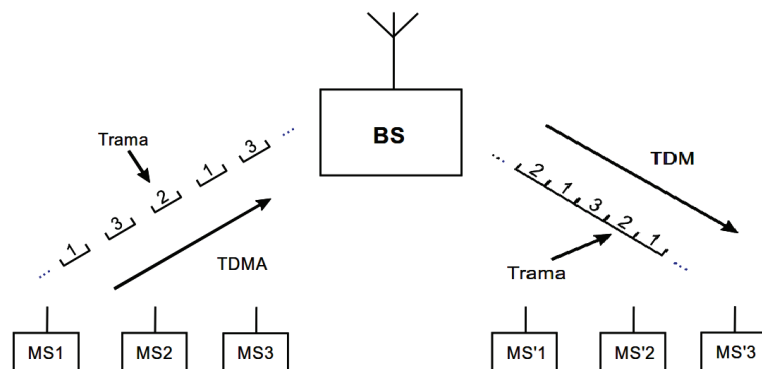 BS
Trama
... 1 3 2 1 3 ...
TDMA
TDM
... 2 1 3 2 1 ...
Trama
MS1
MS2
MS3
MS'1
MS'2
MS'3